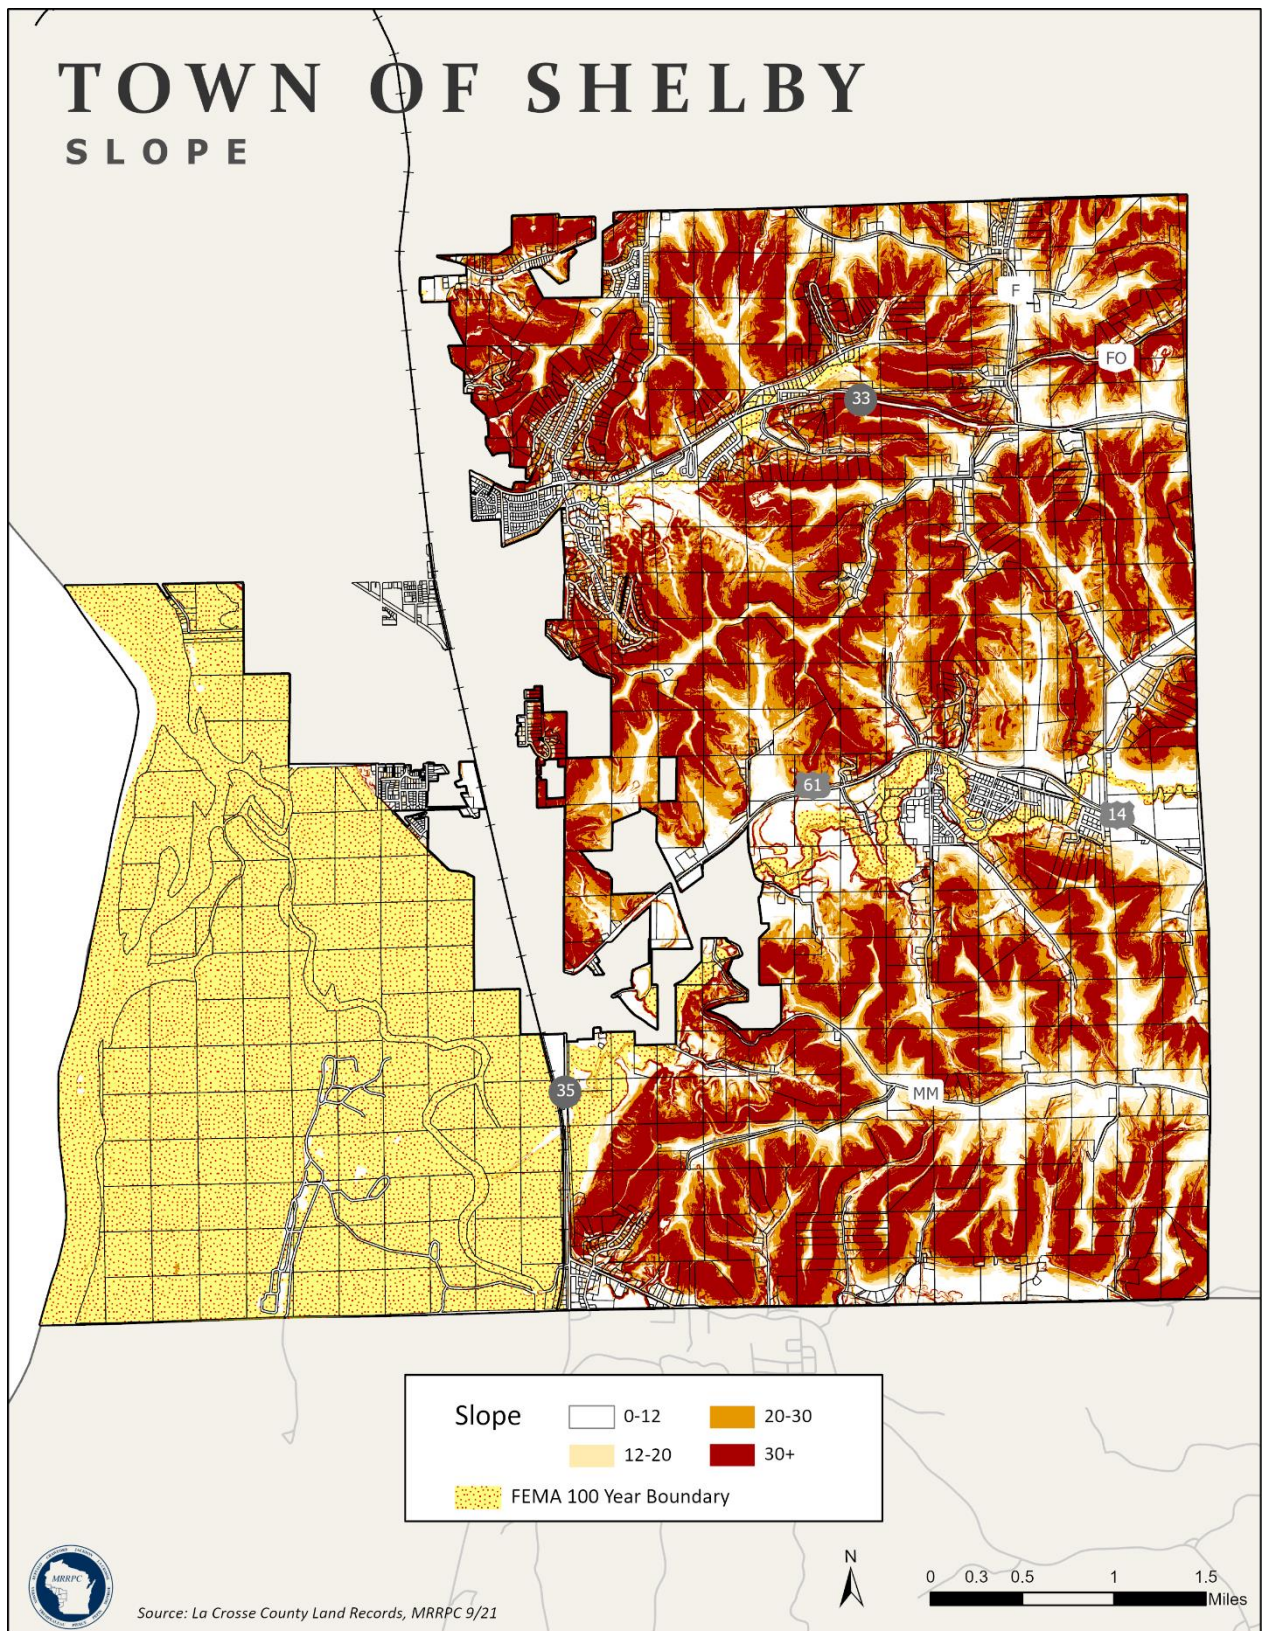 TOWN OF SHELBY
SLOPE
F
FO
33
61
14
35
MM
Slope
0-12
20-30
12-20
30+
FEMA 100 Year Boundary
N
0 0.3 0.5 1 1.5
Miles
MRRPC
Source: La Crosse County Land Records, MRRPC 9/21